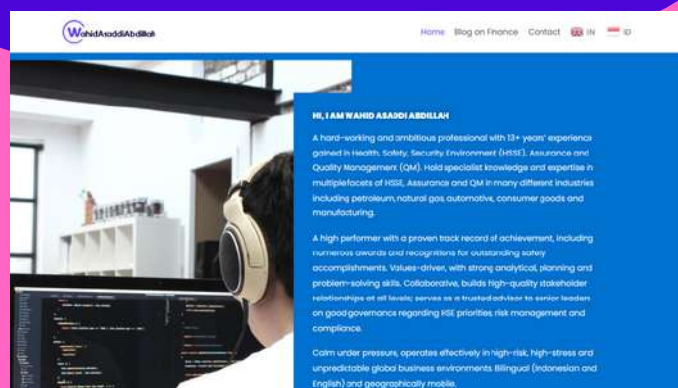 WahidAsaddiAbdillah
Home Blog on Finance Contact IN ID
HI, I AM WAHID ASADDI ABDILLAH
A hard-working and ambitious professional with 13+ years' experience
gained in Health, Safety, Security Environment (HSSE), Assurance and
Quality Management (QM). Hold specialist knowledge and expertise in
multiple facets of HSSE, Assurance and QM in many different industries
including petroleum, natural gas, automotive, consumer goods and
manufacturing.
A high performer with a proven track record of achievement, including
numerous awards and recognitions for outstanding safety
accomplishments. Values-driven, with strong analytical, planning and
problem-solving skills. Collaborative, builds high-quality stakeholder
relationships at all levels; serves as a trusted advisor to senior leaders
on good governance regarding HSE priorities, risk management and
compliance.
Calm under pressure, operates effectively in high-risk, high-stress and
unpredictable global business environments. Bilingual (Indonesian and
English) and geographically mobile.